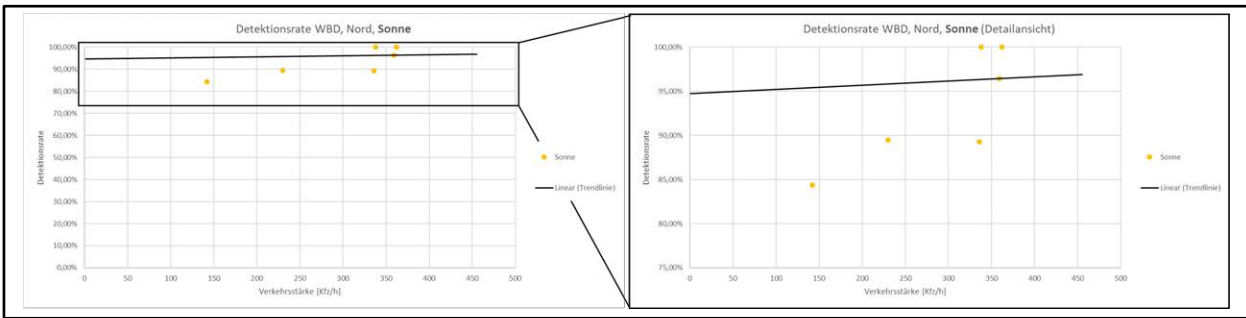 Detektionsrate WBD, Nord, Sonne
100,00%
90,00%
80,00%
70,00%
60,00%
50,00%
40,00%
30,00%
20,00%
10,00%
0,00%
Detektionsrate
0 50 100 150 200 250 300 350 400 450 500
Verkehrsstärke [Kfz/h]
Sonne
Linear (Trendlinie)
Detektionsrate WBD, Nord, Sonne (Detailansicht)
100,00%
95,00%
90,00%
85,00%
80,00%
75,00%
Detektionsrate
0 50 100 150 200 250 300 350 400 450 500
Verkehrsstärke [Kfz/h]
Sonne
Linear (Trendlinie)